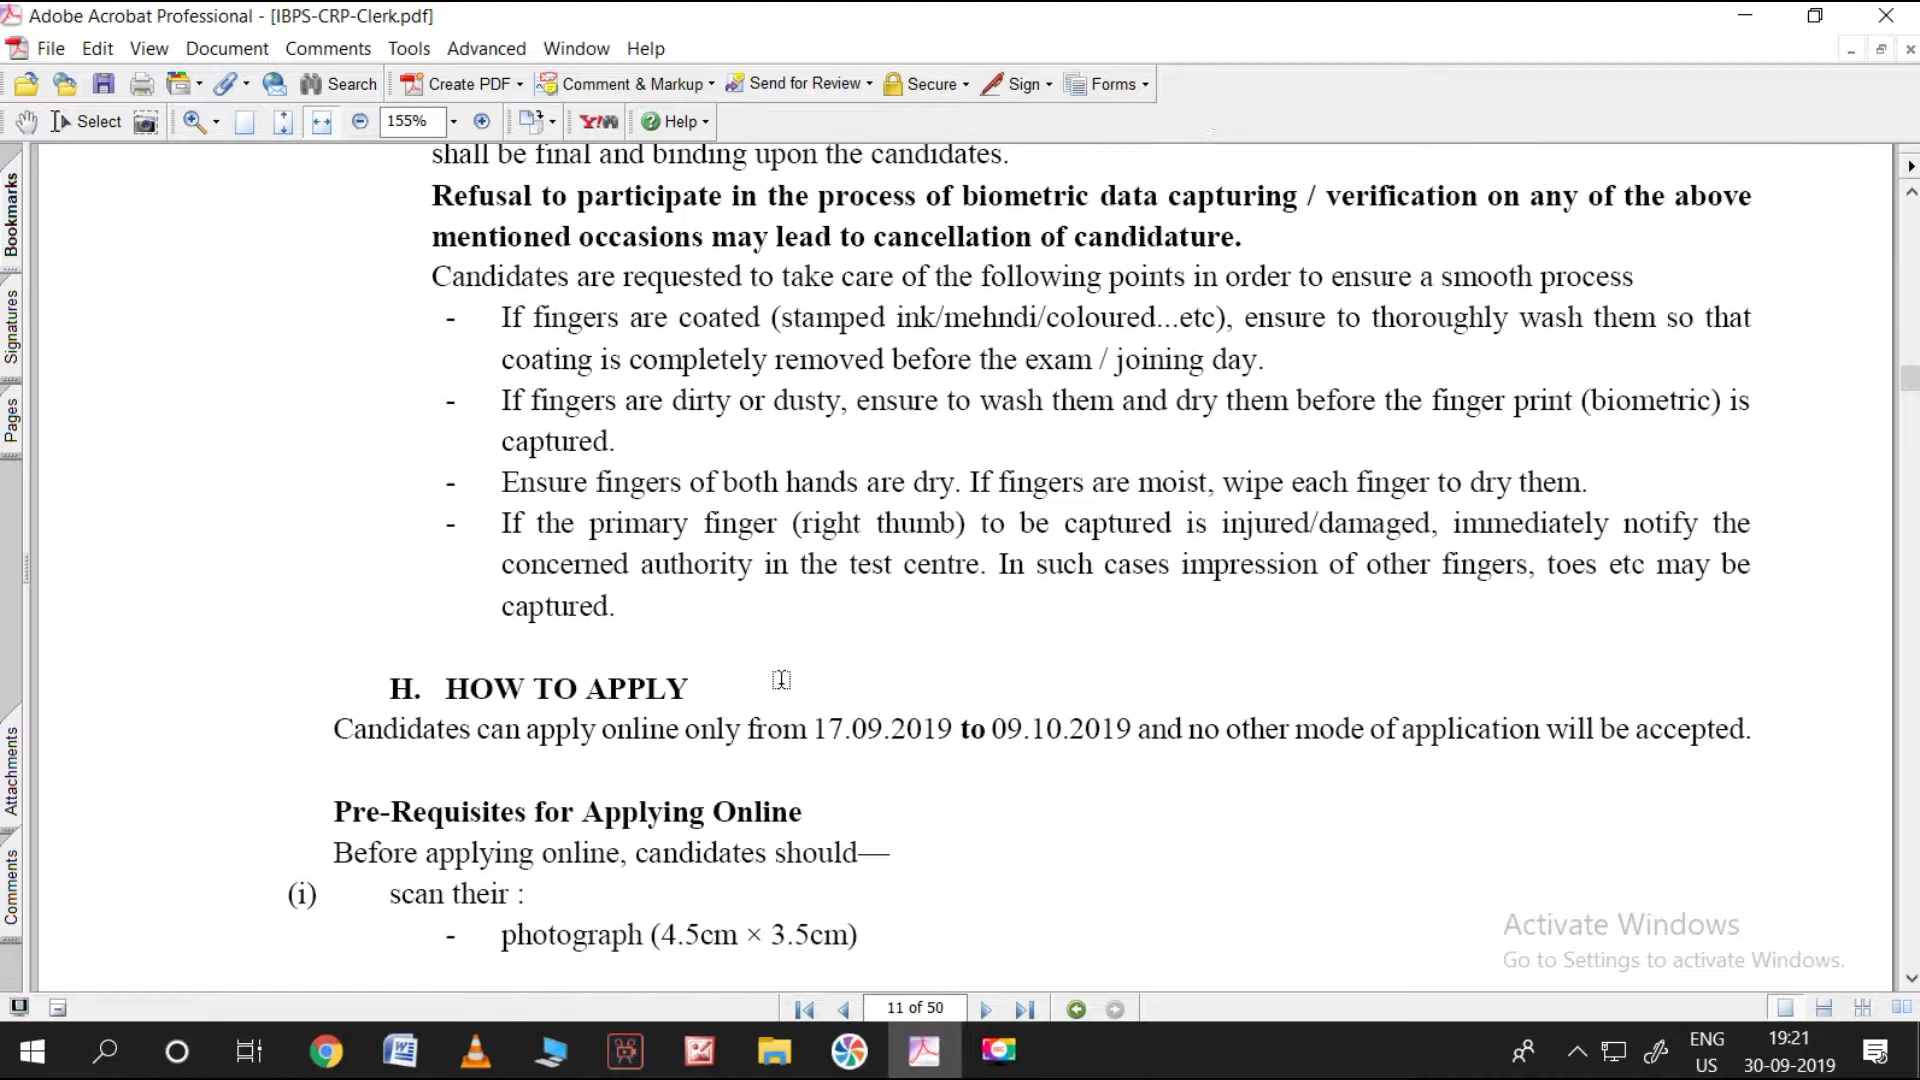 Adobe Acrobat Professional - [IBPS-CRP-Clerk.pdf]
File Edit View Document Comments Tools Advanced Window Help
Search Create PDF Comment & Markup Send for Review Secure Sign Forms
Select 155% Y! Help
shall be final and binding upon the candidates.
Refusal to participate in the process of biometric data capturing / verification on any of the above
mentioned occasions may lead to cancellation of candidature.
Candidates are requested to take care of the following points in order to ensure a smooth process
- If fingers are coated (stamped ink/mehndi/coloured...etc), ensure to thoroughly wash them so that
coating is completely removed before the exam / joining day.
- If fingers are dirty or dusty, ensure to wash them and dry them before the finger print (biometric) is
captured.
- Ensure fingers of both hands are dry. If fingers are moist, wipe each finger to dry them.
- If the primary finger (right thumb) to be captured is injured/damaged, immediately notify the
concerned authority in the test centre. In such cases impression of other fingers, toes etc may be
captured.
H. HOW TO APPLY
Candidates can apply online only from 17.09.2019 to 09.10.2019 and no other mode of application will be accepted.
Pre-Requisites for Applying Online
Before applying online, candidates should—
(i) scan their :
- photograph (4.5cm × 3.5cm)
Bookmarks
Signatures
Pages
Attachments
Comments
Activate Windows
Go to Settings to activate Windows.
11 of 50
ENG
US
19:21
30-09-2019